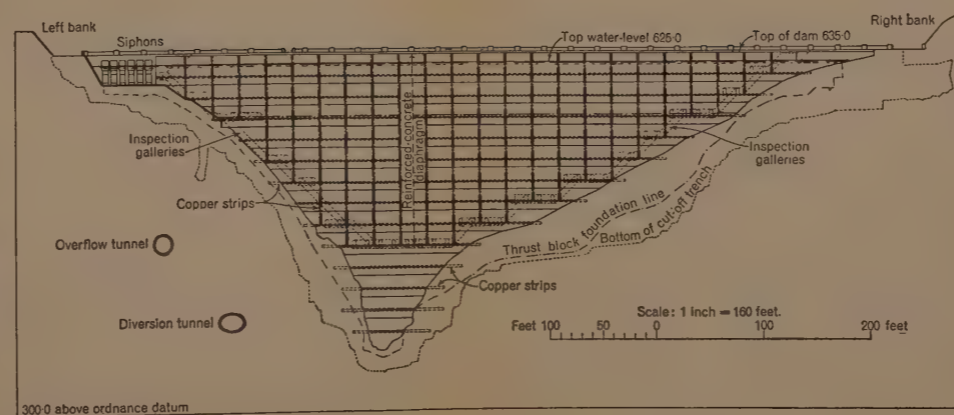 Left bank
Right bank
Siphons
Top water-level 625·0
Top of dam 635·0
Reinforced-concrete
diaphragm
Inspection
galleries
Inspection
galleries
Copper strips
Thrust block foundation line
Bottom of cut-off trench
Overflow tunnel
Copper strips
Diversion tunnel
Scale: 1 inch = 160 feet.
Feet 100 50 0 100 200 feet
300·0 above ordnance datum